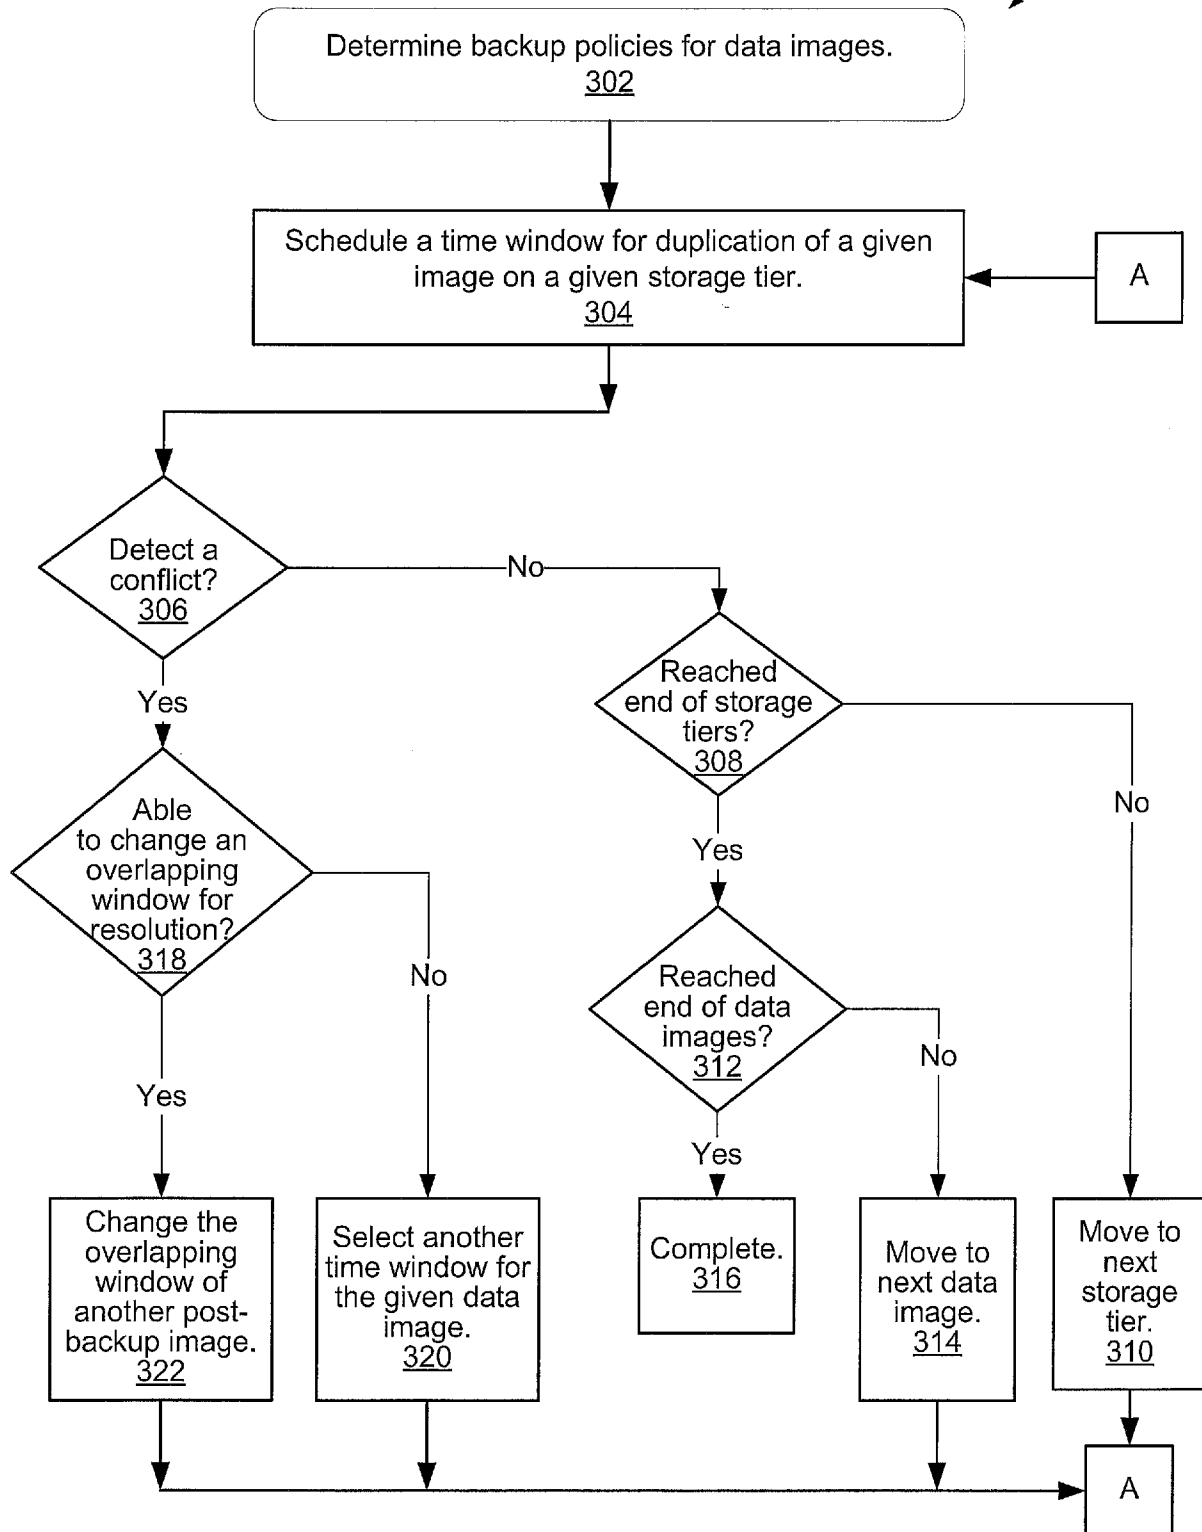 Determine backup policies for data images.
302
Schedule a time window for duplication of a given
image on a given storage tier.
304
A
Detect a
conflict?
306
No
Yes
Reached
end of storage
tiers?
308
No
Yes
Able
to change an
overlapping
window for
resolution?
318
No
Yes
Reached
end of data
images?
312
No
Yes
Change the
overlapping
window of
another post-
backup image.
322
Select another
time window for
the given data
image.
320
Complete.
316
Move to
next data
image.
314
Move to
next
storage
tier.
310
A